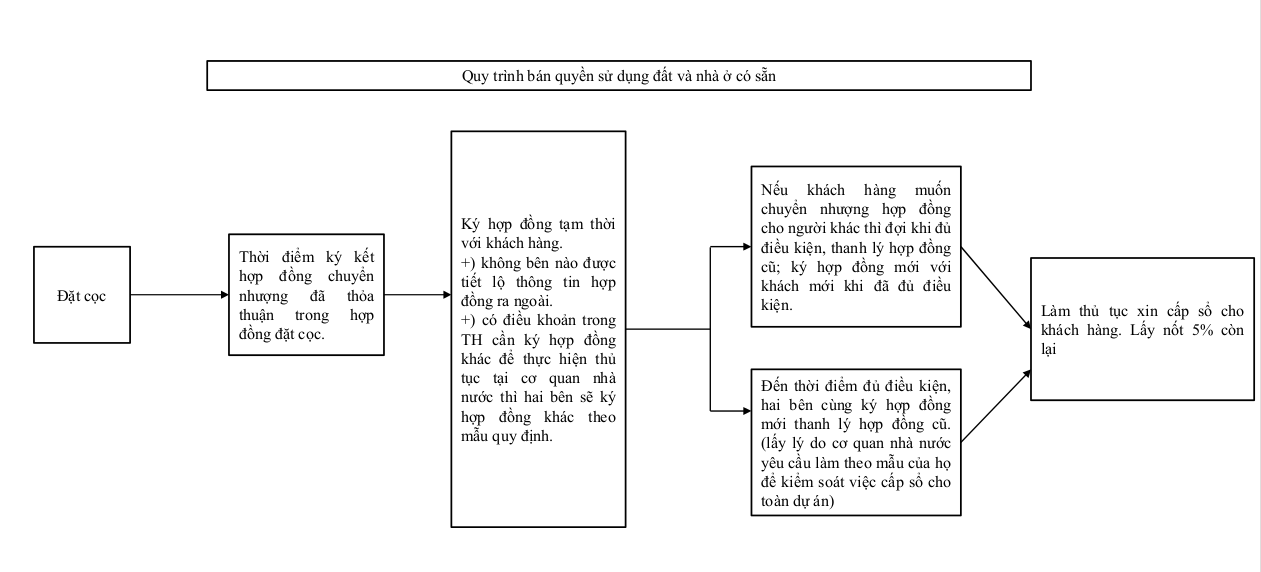 Quy trình bán quyền sử dụng đất và nhà ở có sẵn
Đặt cọc
Thời điểm ký kết
hợp đồng chuyển
nhượng đã thỏa
thuận trong hợp
đồng đặt cọc.
Ký hợp đồng tạm thời
với khách hàng.
+) không bên nào được
tiết lộ thông tin hợp
đồng ra ngoài.
+) có điều khoản trong
TH cần ký hợp đồng
khác để thực hiện thủ
tục tại cơ quan nhà
nước thì hai bên sẽ ký
hợp đồng khác theo
mẫu quy định.
Nếu khách hàng muốn
chuyển nhượng hợp đồng
cho người khác thì đợi khi đủ
điều kiện, thanh lý hợp đồng
cũ; ký hợp đồng mới với
khách mới khi đã đủ điều
kiện.
Đến thời điểm đủ điều kiện,
hai bên cùng ký hợp đồng
mới thanh lý hợp đồng cũ.
(lấy lý do cơ quan nhà nước
yêu cầu làm theo mẫu của họ
để kiểm soát việc cấp sổ cho
toàn dự án)
Làm thủ tục xin cấp sổ cho
khách hàng. Lấy nốt 5% còn
lại